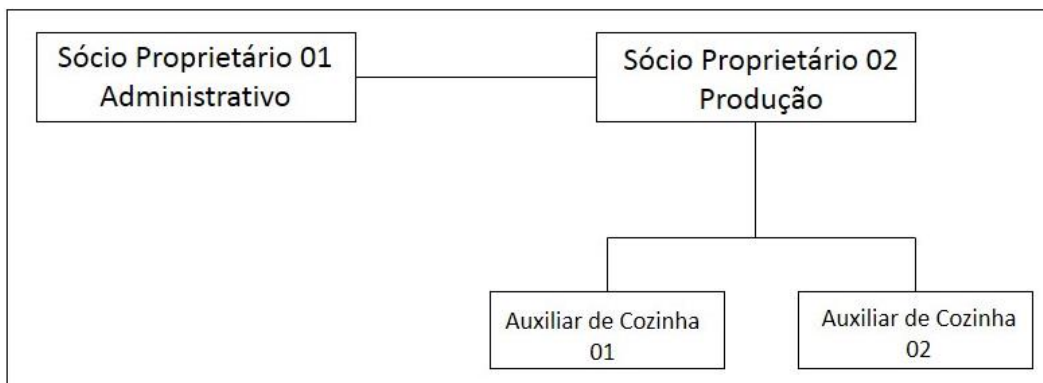 Sócio Proprietário 01
Administrativo
Sócio Proprietário 02
Produção
Auxiliar de Cozinha
01
Auxiliar de Cozinha
02